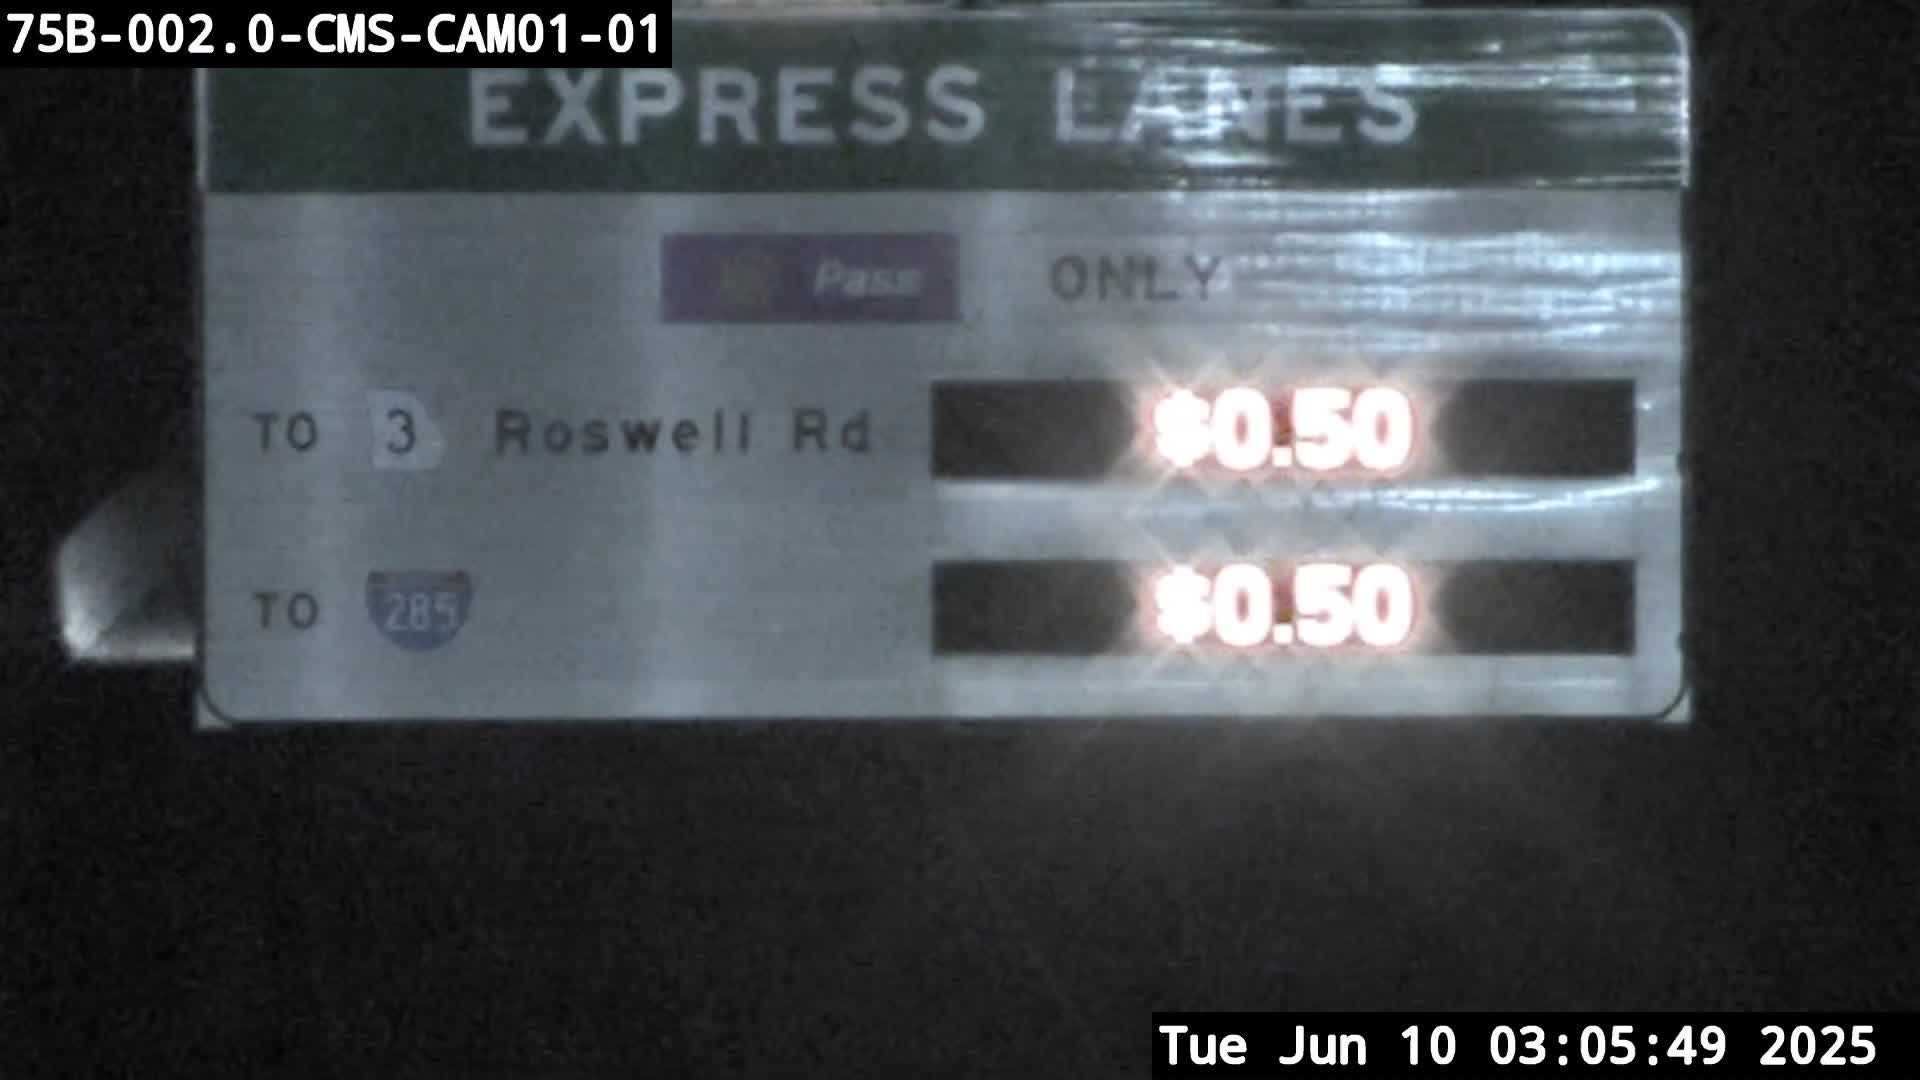 75B-002.0-CMS-CAM01-01
EXPRESS LANES
Pass ONLY
TO 3 Roswell Rd $0.50
TO 285 $0.50
Tue Jun 10 03:05:49 2025